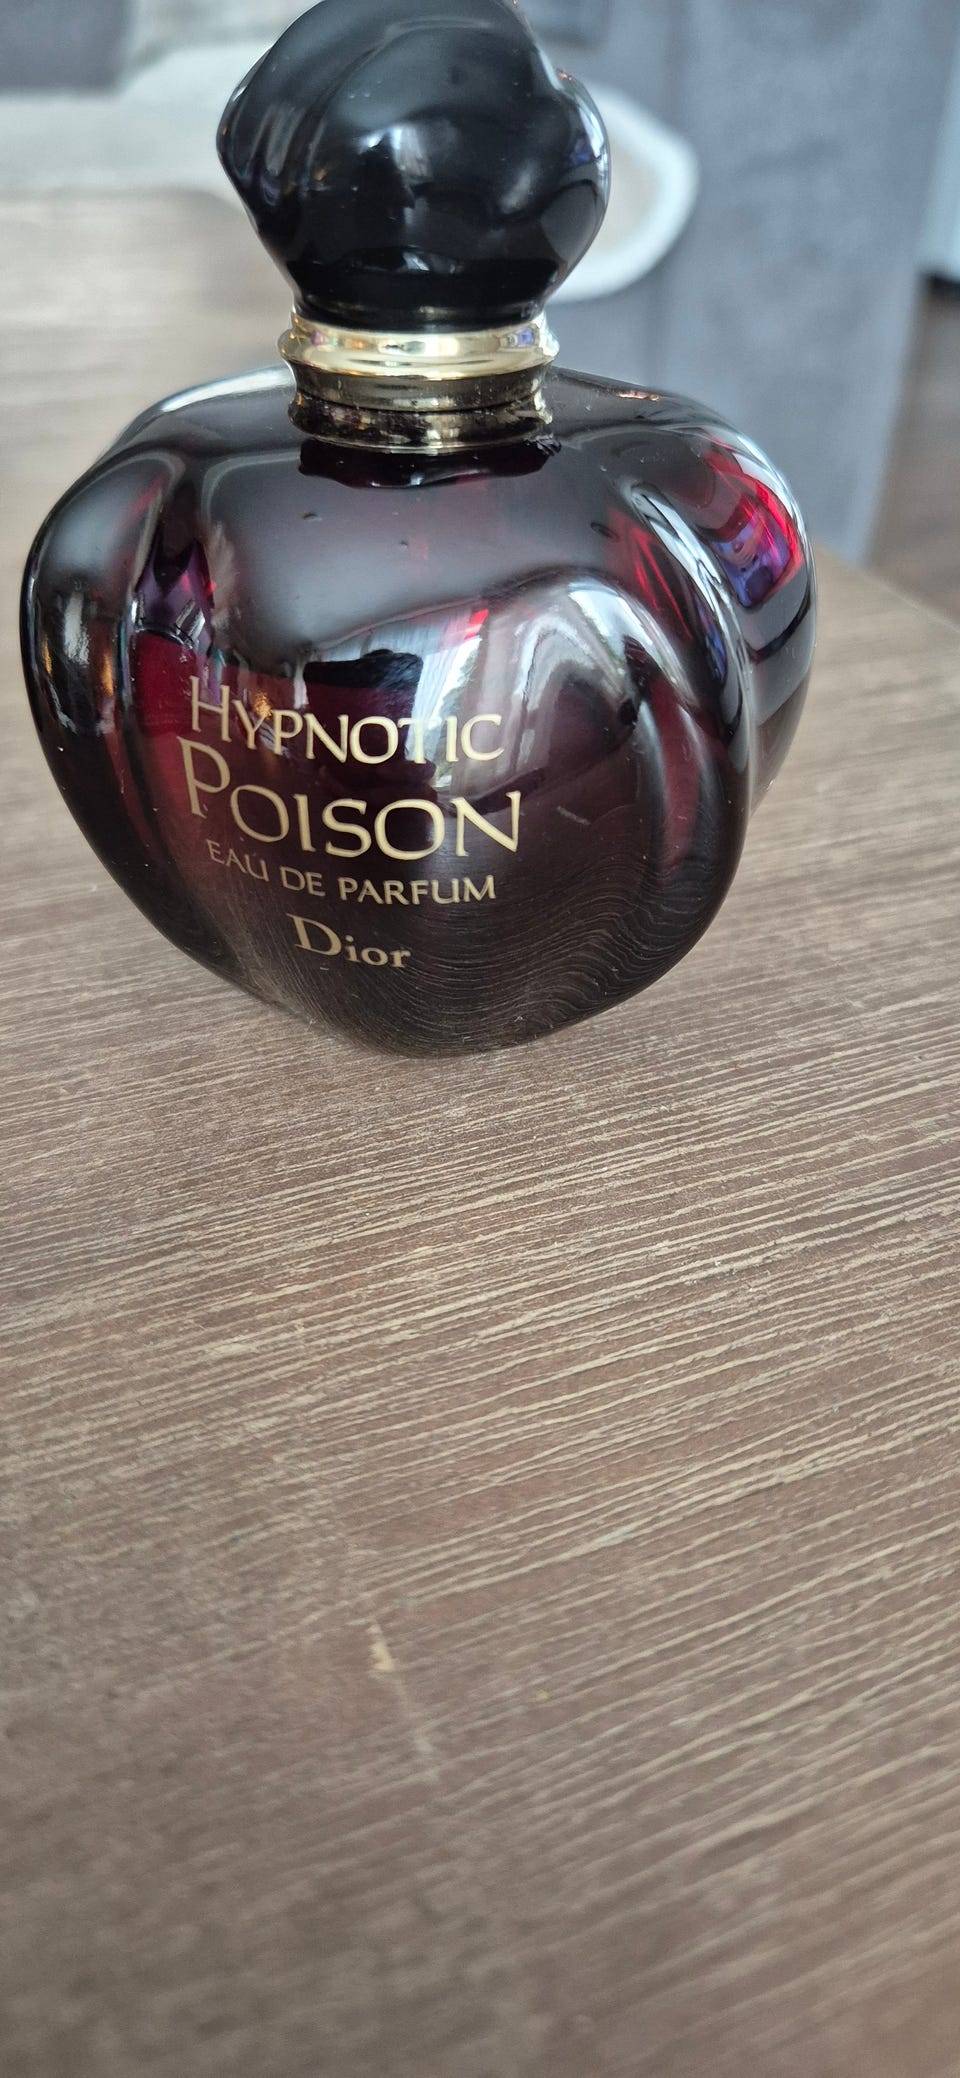 HYPNOTIC
POISON
EAU DE PARFUM
Dior